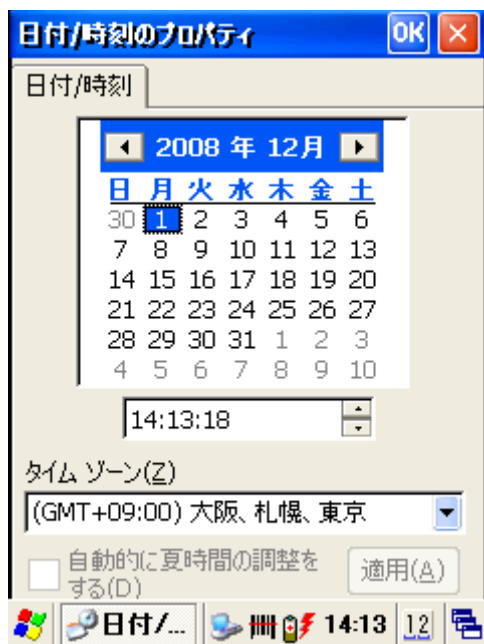 日付/時刻のプロパティ OK
日付/時刻
2008 年 12月
日 月 火 水 木 金 土
30 1 2 3 4 5 6
7 8 9 10 11 12 13
14 15 16 17 18 19 20
21 22 23 24 25 26 27
28 29 30 31 1 2 3
4 5 6 7 8 9 10
14:13:18
タイム ゾーン(Z)
(GMT+09:00) 大阪、札幌、東京
自動的に夏時間の調整を
する(D)
適用(A)
日付/... 14:13 12